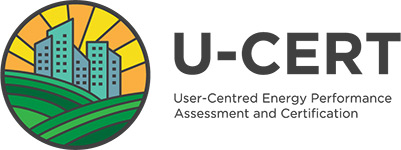 U-CERT
User-Centred Energy Performance
Assessment and Certification